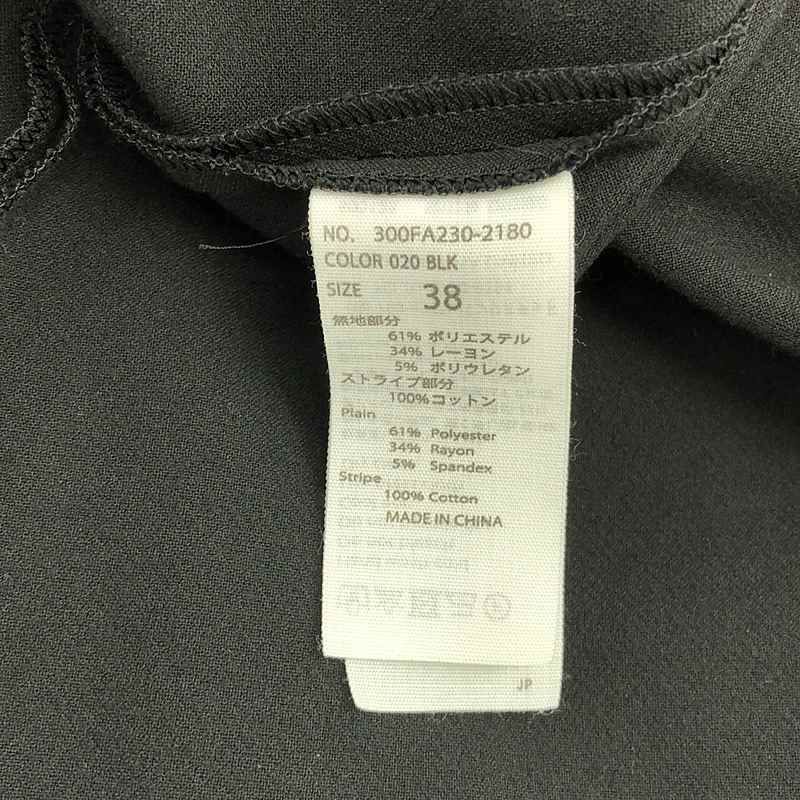 NO. 300FA230-2180
COLOR 020 BLK
SIZE 38
無地部分
61% ポリエステル
34% レーヨン
5% ポリウレタン
ストライプ部分
100%コットン
Plain
61% Polyester
34% Rayon
5% Spandex
Stripe
100% Cotton
MADE IN CHINA
JP